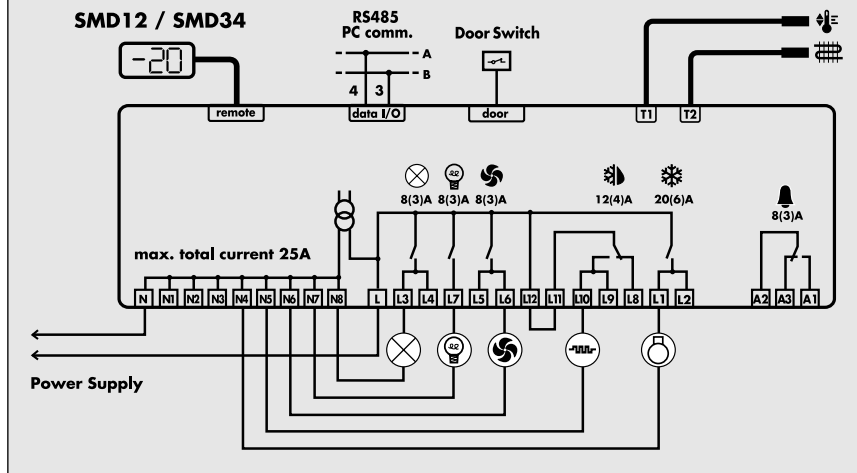 SMD12 / SMD34
RS485
PC comm.
Door Switch
A
B
4 3
-20
remote
data I/O
door
T1
T2
8(3)A 8(3)A 8(3)A
12(4)A
20(6)A
8(3)A
max. total current 25A
N N1 N2 N3 N4 N5 N6 N7 N8 L L3 L4 L7 L5 L6 L12 L11 L10 L9 L8 L1 L2 A2 A3 A1
Power Supply